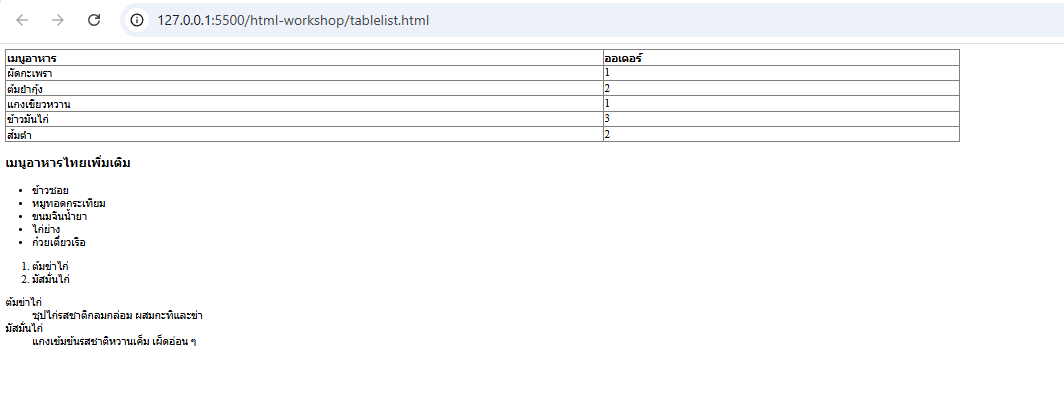 127.0.0.1:5500/html-workshop/tablelist.html
เมนูอาหาร ออเดอร์
ผัดกะเพรา 1
ต้มยำกุ้ง 2
แกงเขียวหวาน 1
ข้าวมันไก่ 3
ส้มตำ 2
เมนูอาหารไทยเพิ่มเติม
• ข้าวซอย
• หมูทอดกระเทียม
• ขนมจีนน้ำยา
• ไก่ย่าง
• ก๋วยเตี๋ยวเรือ
1. ต้มข่าไก่
2. มัสมั่นไก่
ต้มข่าไก่
ซุปไก่รสชาติกลมกล่อม ผสมกะทิและข่า
มัสมั่นไก่
แกงเข้มข้นรสชาติหวานเค็ม เผ็ดอ่อน ๆ